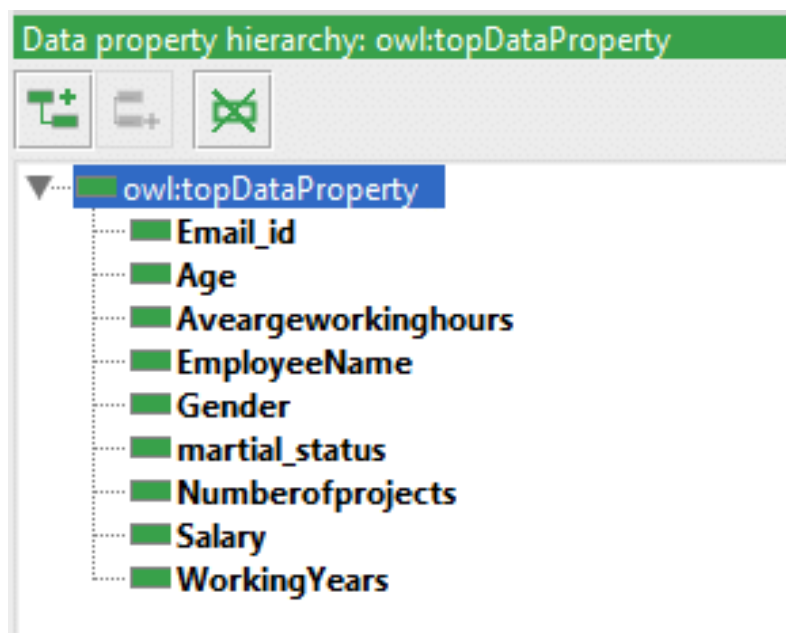 Data property hierarchy: owl:topDataProperty
owl:topDataProperty
Email_id
Age
Aveargeworkinghours
EmployeeName
Gender
martial_status
Numberofprojects
Salary
WorkingYears